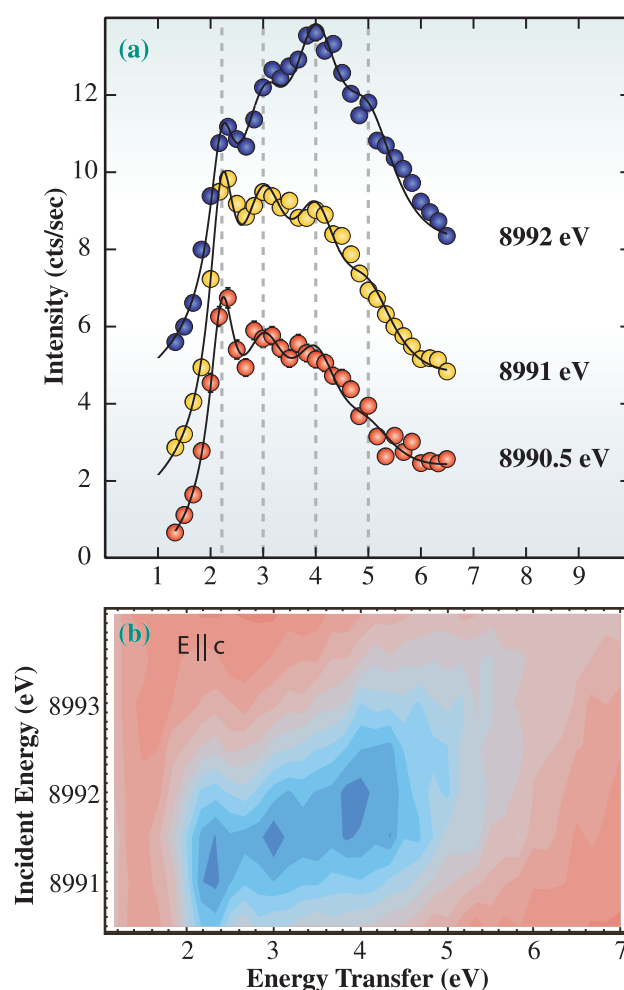 (a)
12
10
8
6
4
2
0
Intensity (cts/sec)
8992 eV
8991 eV
8990.5 eV
1 2 3 4 5 6 7 8 9
(b)
E || c
8993
8992
8991
Incident Energy (eV)
2 3 4 5 6 7
Energy Transfer (eV)